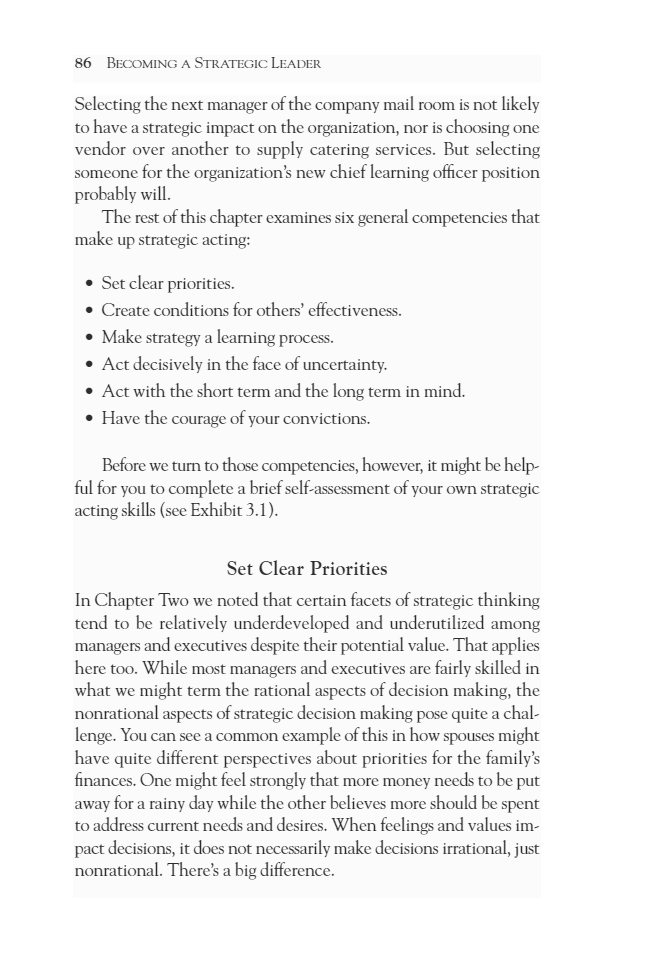 86 BECOMING A STRATEGIC LEADER
Selecting the next manager of the company mail room is not likely
to have a strategic impact on the organization, nor is choosing one
vendor over another to supply catering services. But selecting
someone for the organization's new chief learning officer position
probably will.
The rest of this chapter examines six general competencies that
make up strategic acting:
• Set clear priorities.
• Create conditions for others' effectiveness.
• Make strategy a learning process.
• Act decisively in the face of uncertainty.
• Act with the short term and the long term in mind.
• Have the courage of your convictions.
Before we turn to those competencies, however, it might be help-
ful for you to complete a brief self-assessment of your own strategic
acting skills (see Exhibit 3.1).
Set Clear Priorities
In Chapter Two we noted that certain facets of strategic thinking
tend to be relatively underdeveloped and underutilized among
managers and executives despite their potential value. That applies
here too. While most managers and executives are fairly skilled in
what we might term the rational aspects of decision making, the
nonrational aspects of strategic decision making pose quite a chal-
lenge. You can see a common example of this in how spouses might
have quite different perspectives about priorities for the family's
finances. One might feel strongly that more money needs to be put
away for a rainy day while the other believes more should be spent
to address current needs and desires. When feelings and values im-
pact decisions, it does not necessarily make decisions irrational, just
nonrational. There's a big difference.